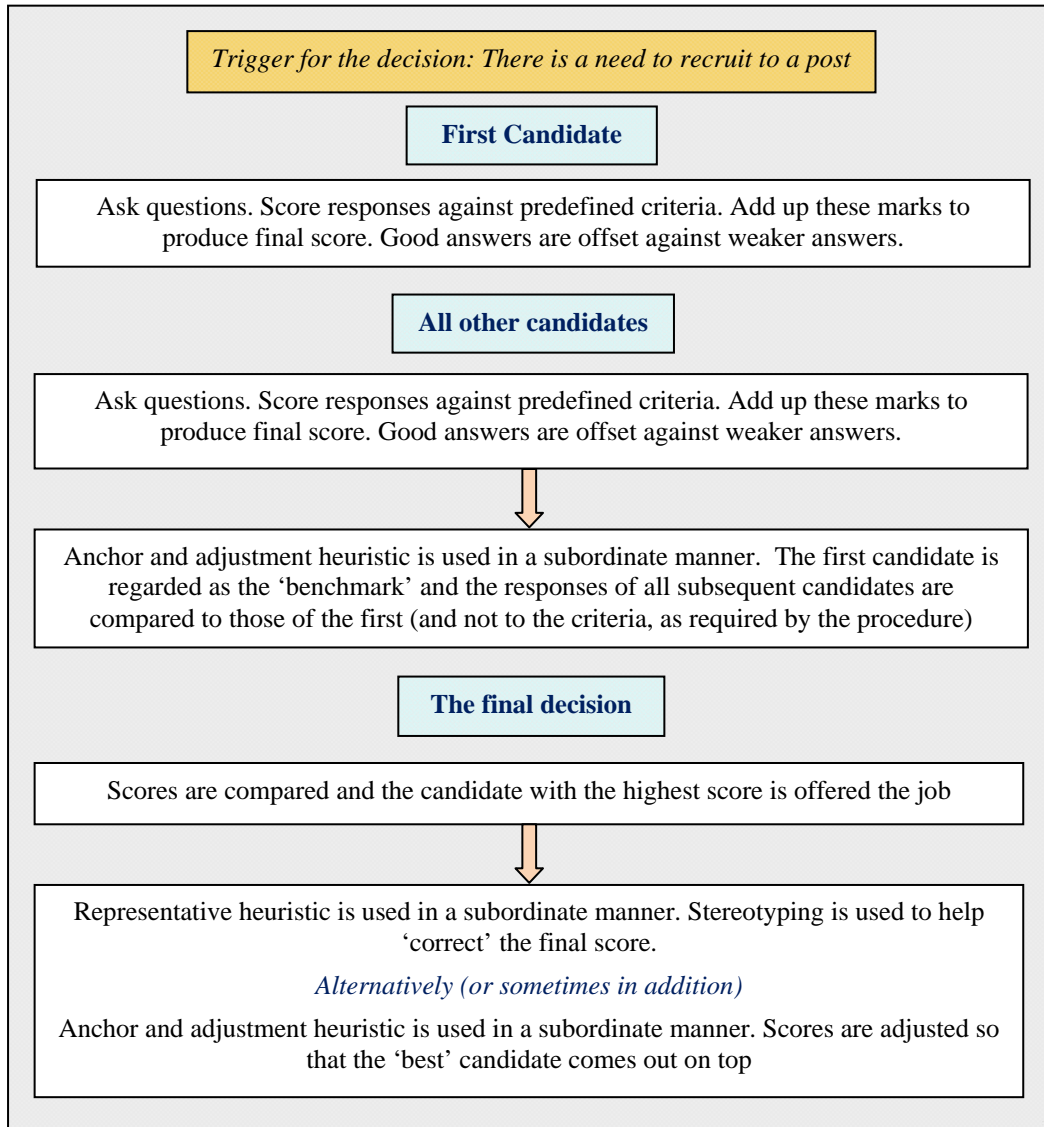 Trigger for the decision: There is a need to recruit to a post
First Candidate
Ask questions. Score responses against predefined criteria. Add up these marks to
produce final score. Good answers are offset against weaker answers.
All other candidates
Ask questions. Score responses against predefined criteria. Add up these marks to
produce final score. Good answers are offset against weaker answers.
Anchor and adjustment heuristic is used in a subordinate manner.  The first candidate is
regarded as the ‘benchmark’ and the responses of all subsequent candidates are
compared to those of the first (and not to the criteria, as required by the procedure)
The final decision
Scores are compared and the candidate with the highest score is offered the job
Representative heuristic is used in a subordinate manner. Stereotyping is used to help
‘correct’ the final score.
Alternatively (or sometimes in addition)
Anchor and adjustment heuristic is used in a subordinate manner. Scores are adjusted so
that the ‘best’ candidate comes out on top